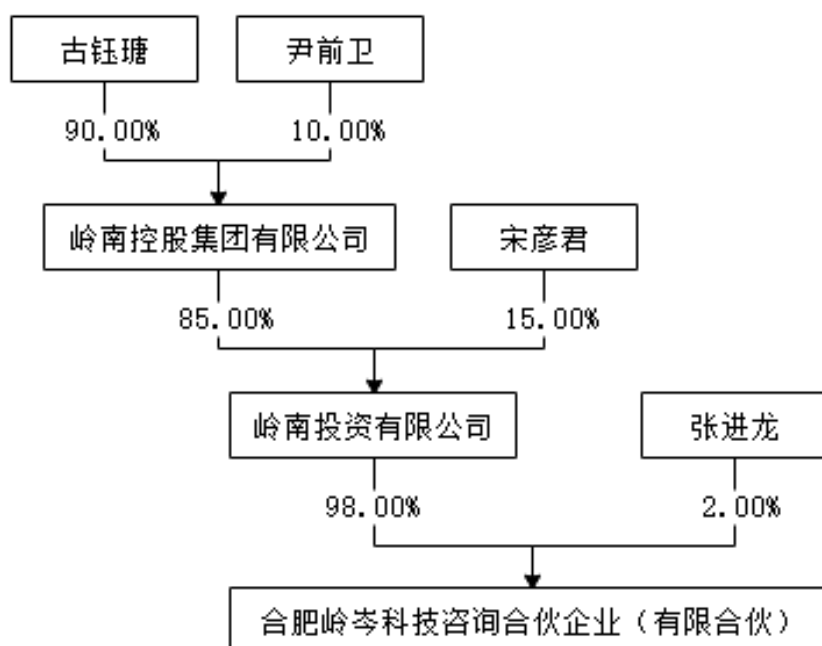 古钰瑭
尹前卫
90.00%
10.00%
岭南控股集团有限公司
宋彦君
85.00%
15.00%
岭南投资有限公司
张进龙
98.00%
2.00%
合肥岭岑科技咨询合伙企业（有限合伙）